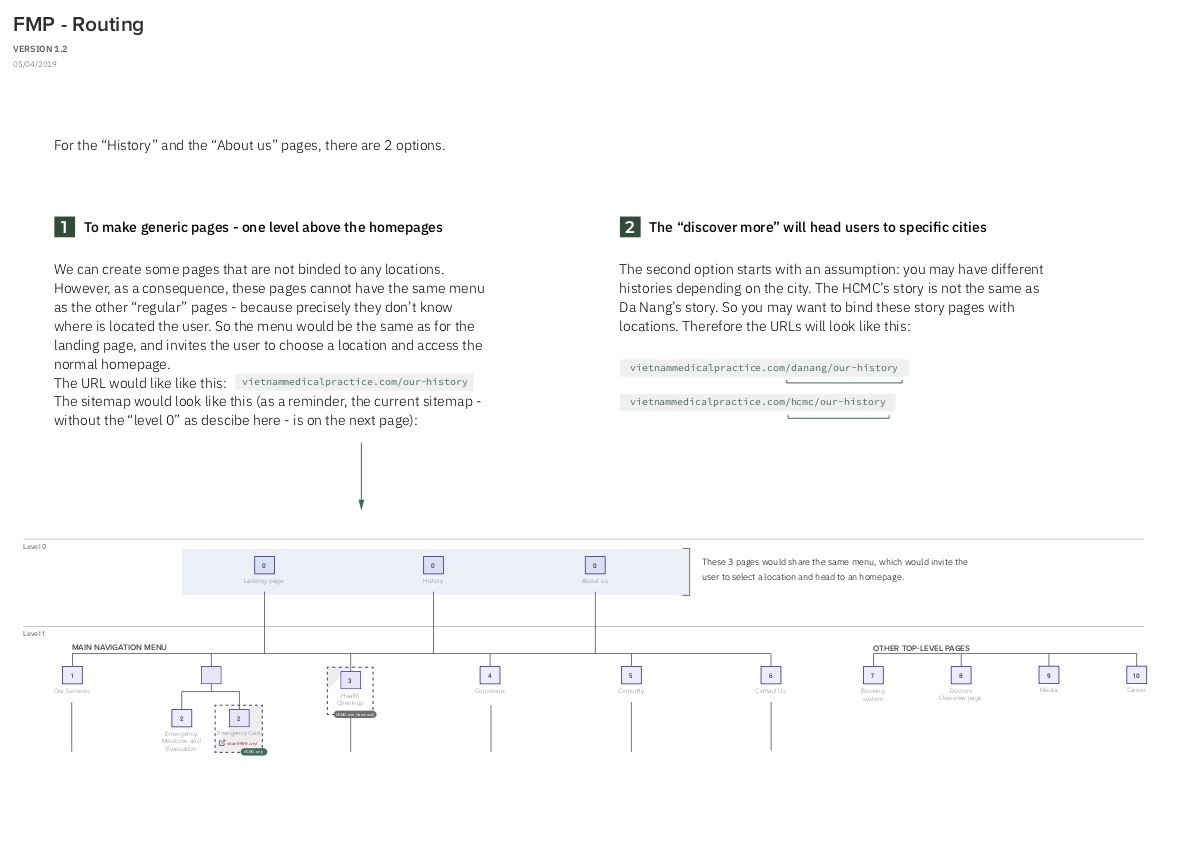 FMP - Routing
VERSION 1.2
05/04/2019
For the “History” and the “About us” pages, there are 2 options.
1 To make generic pages - one level above the homepages
We can create some pages that are not binded to any locations.
However, as a consequence, these pages cannot have the same menu
as the other “regular” pages - because precisely they don’t know
where is located the user. So the menu would be the same as for the
landing page, and invites the user to choose a location and access the
normal homepage.
The URL would like like this: vietnammedicalpractice.com/our-history
The sitemap would look like this (as a reminder, the current sitemap -
without the “level 0” as descibe here - is on the next page):
2 The “discover more” will head users to specific cities
The second option starts with an assumption: you may have different
histories depending on the city. The HCMC’s story is not the same as
Da Nang’s story. So you may want to bind these story pages with
locations. Therefore the URLs will look like this:
vietnammedicalpractice.com/danang/our-history
vietnammedicalpractice.com/hcmc/our-history
Level 0
0
Landing page
0
History
0
About us
These 3 pages would share the same menu, which would invite the
user to select a location and head to an homepage.
Level 1
MAIN NAVIGATION MENU
1
Our Services
2
Emergency
Medicine and
Evacuation
2
Emergency Care
HCMC only
3
Health
Check-up
HCMC and Hanoi only
4
Corporate
5
Comunity
6
Contact Us
OTHER TOP-LEVEL PAGES
7
Booking
system
8
Doctors
Overview page
9
Media
10
Career